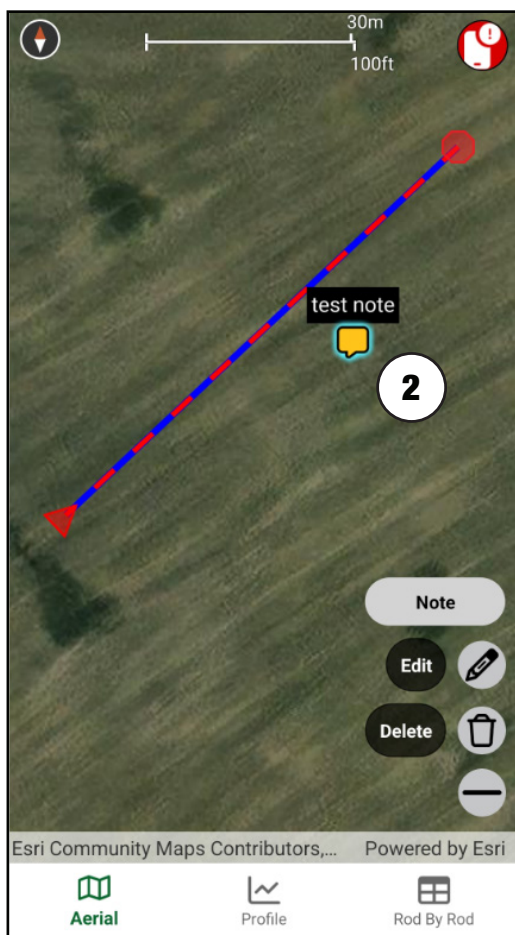 30m
100ft
!
test note
2
Note
Edit
Delete
Esri Community Maps Contributors,... Powered by Esri
Aerial
Profile
Rod By Rod